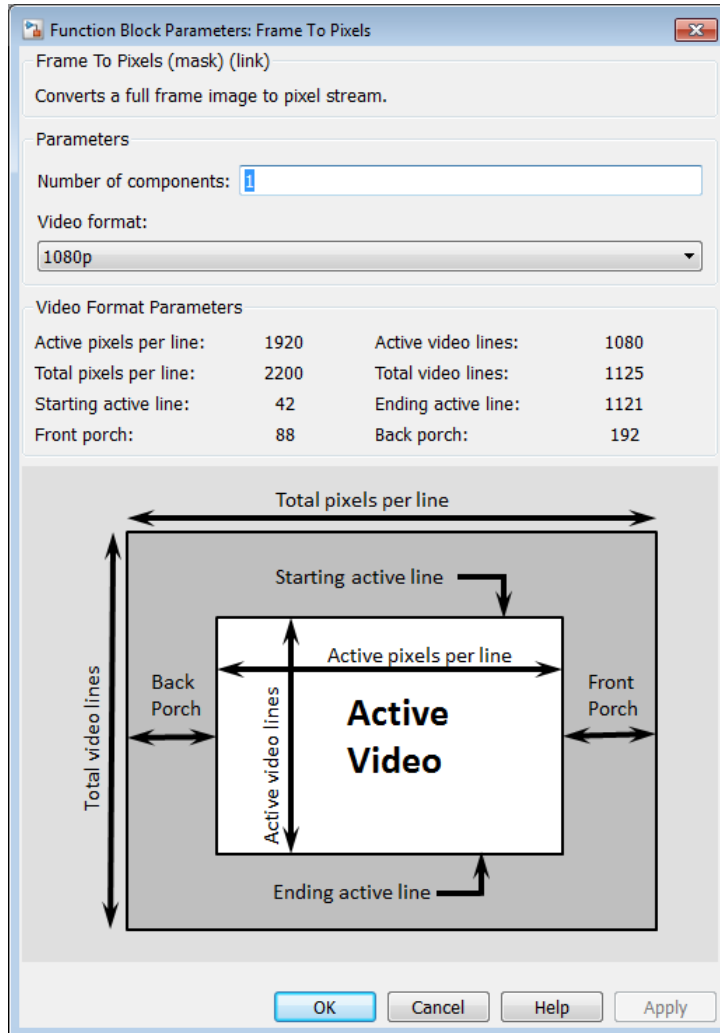 Function Block Parameters: Frame To Pixels
Frame To Pixels (mask) (link)
Converts a full frame image to pixel stream.
Parameters
Number of components: 1
Video format:
1080p
Video Format Parameters
Active pixels per line: 1920 Active video lines: 1080
Total pixels per line: 2200 Total video lines: 1125
Starting active line: 42 Ending active line: 1121
Front porch: 88 Back porch: 192
Total pixels per line
Starting active line
Active pixels per line
Total video lines
Back
Porch
Active video lines
Active
Video
Front
Porch
Ending active line
OK Cancel Help Apply